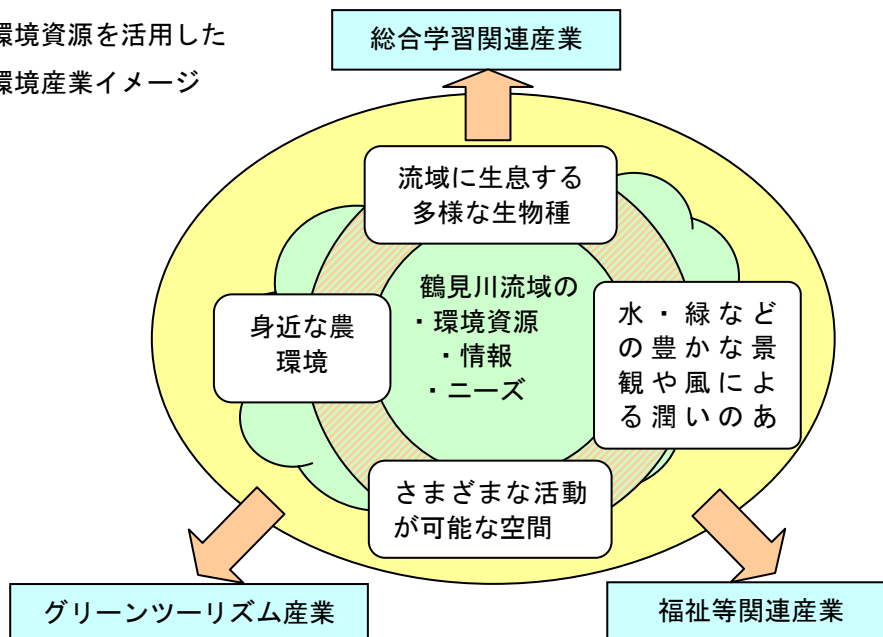 環境資源を活用した
環境産業イメージ
総合学習関連産業
流域に生息する
多様な生物種
鶴見川流域の
・環境資源
・情報
・ニーズ
身近な農
環境
水・緑など
の豊かな景
観や風によ
る潤いのあ
さまざまな活動
が可能な空間
グリーンツーリズム産業
福祉等関連産業